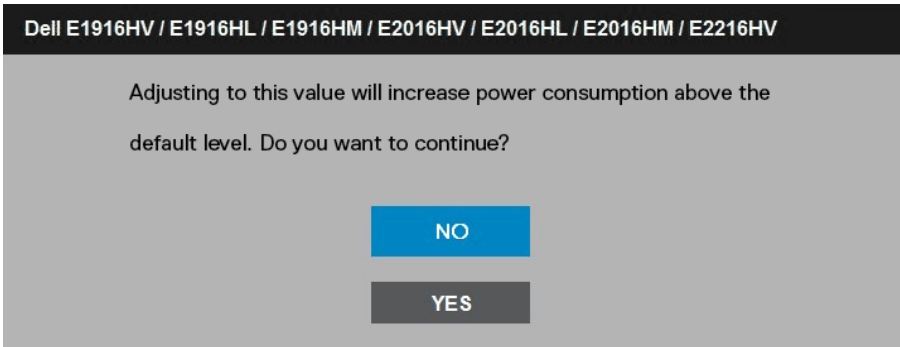 Dell E1916HV / E1916HL / E1916HM / E2016HV / E2016HL / E2016HM / E2216HV
Adjusting to this value will increase power consumption above the
default level. Do you want to continue?
NO
YES